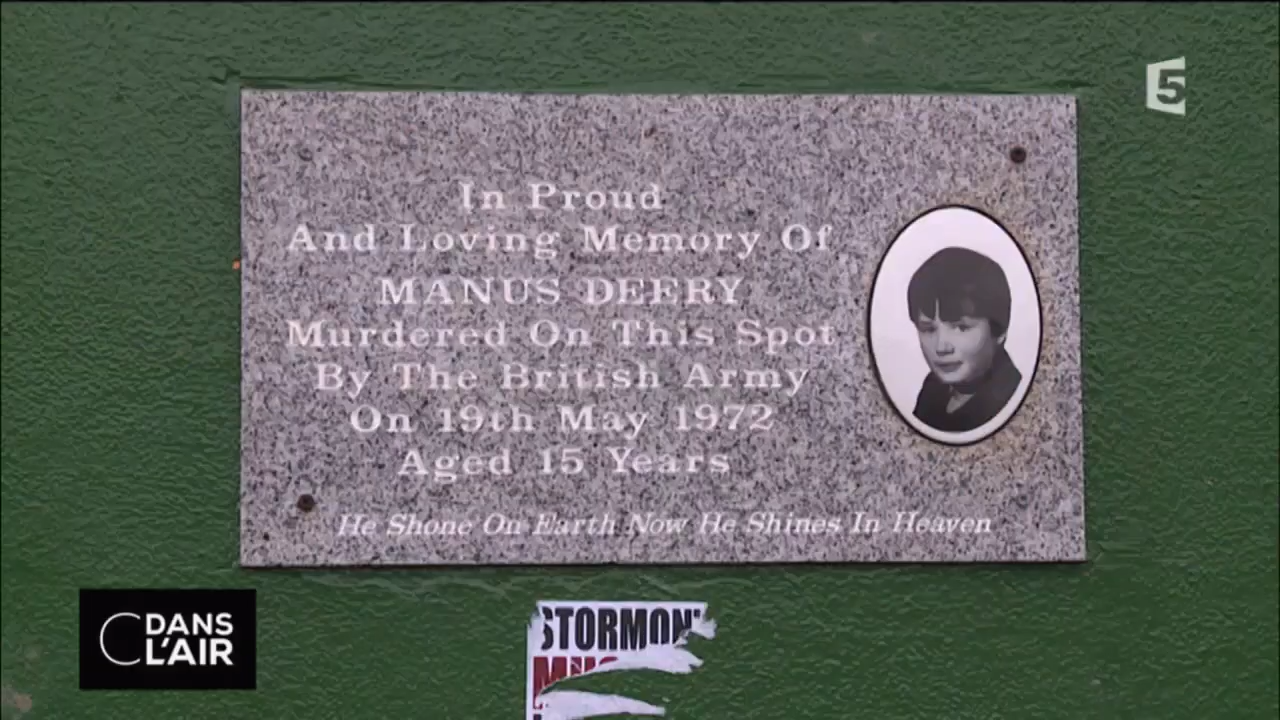 5
In Proud
And Loving Memory Of
MANUS DEERY
Murdered On This Spot
By The British Army
On 19th May 1972
Aged 15 Years
He Shone On Earth Now He Shines In Heaven
C DANS
L'AIR
STORMON